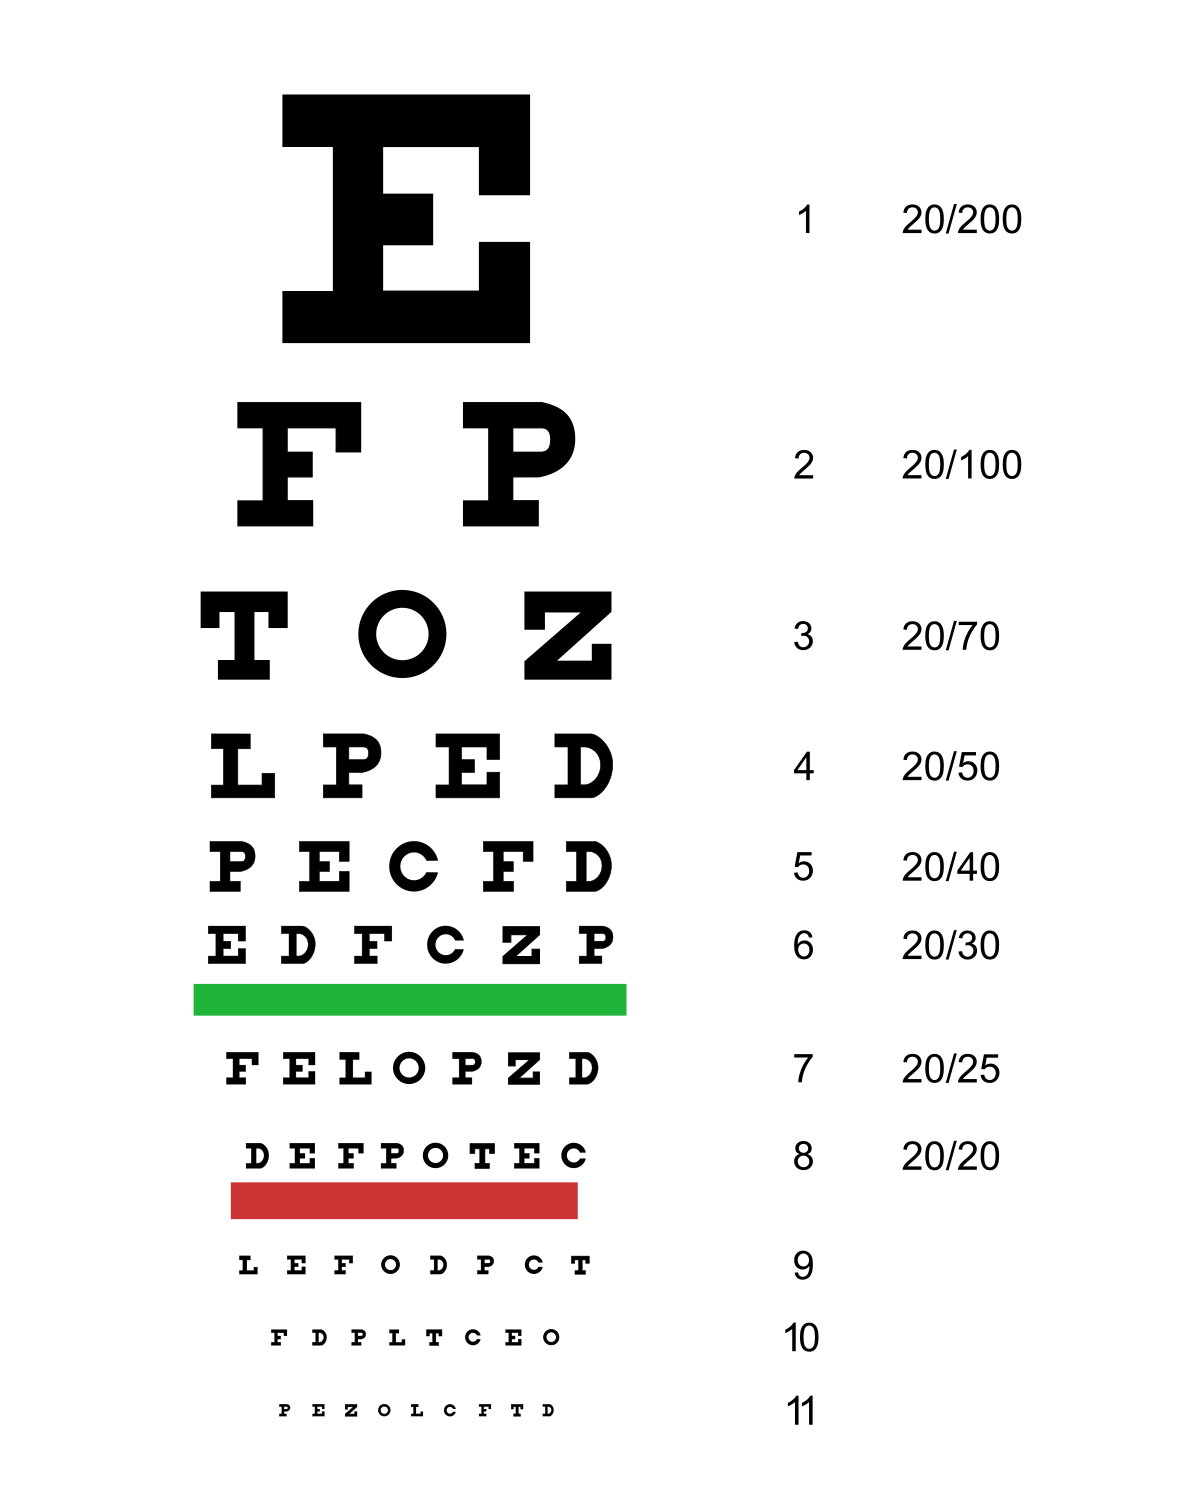 E 1 20/200
F P 2 20/100
T O Z 3 20/70
L P E D 4 20/50
P E C F D 5 20/40
E D F C Z P 6 20/30
F E L O P Z D 7 20/25
D E F P O T E C 8 20/20
L E F O D P C T 9
F D P L T C E O 10
P E Z O L C F T D 11